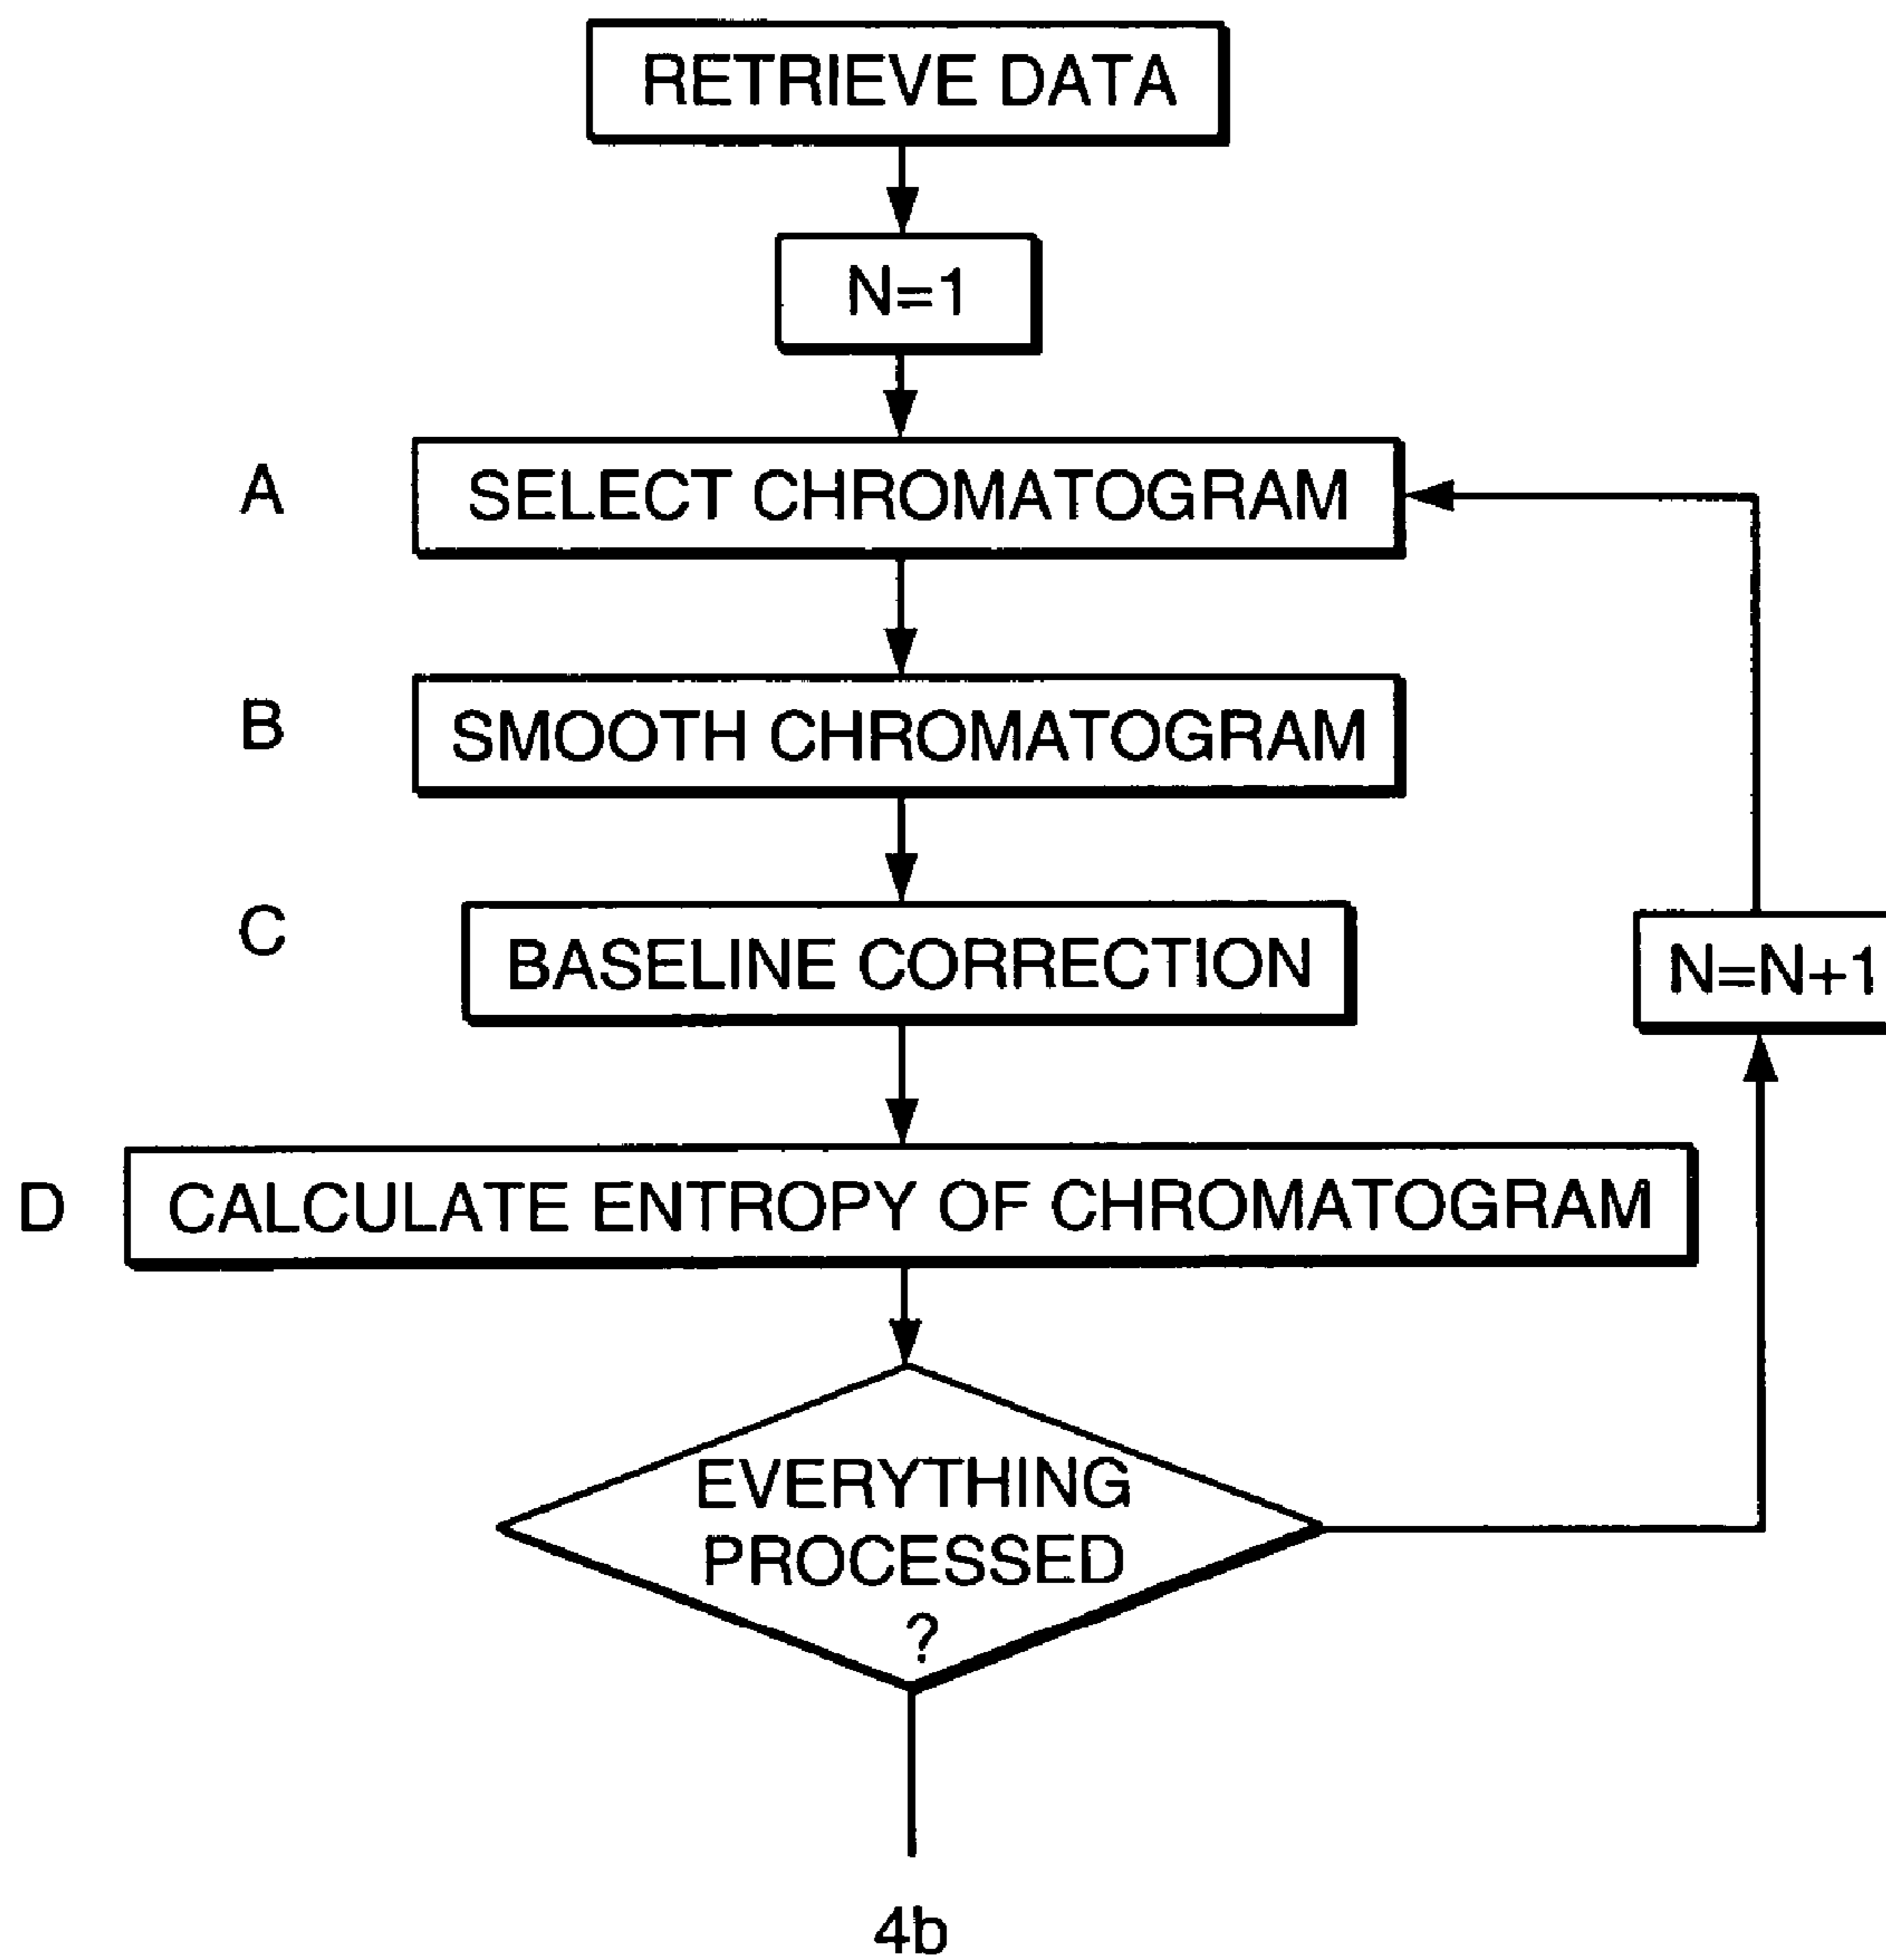 RETRIEVE DATA
N=1
A
SELECT CHROMATOGRAM
B
SMOOTH CHROMATOGRAM
C
BASELINE CORRECTION
N=N+1
D
CALCULATE ENTROPY OF CHROMATOGRAM
EVERYTHING
PROCESSED
?
4b